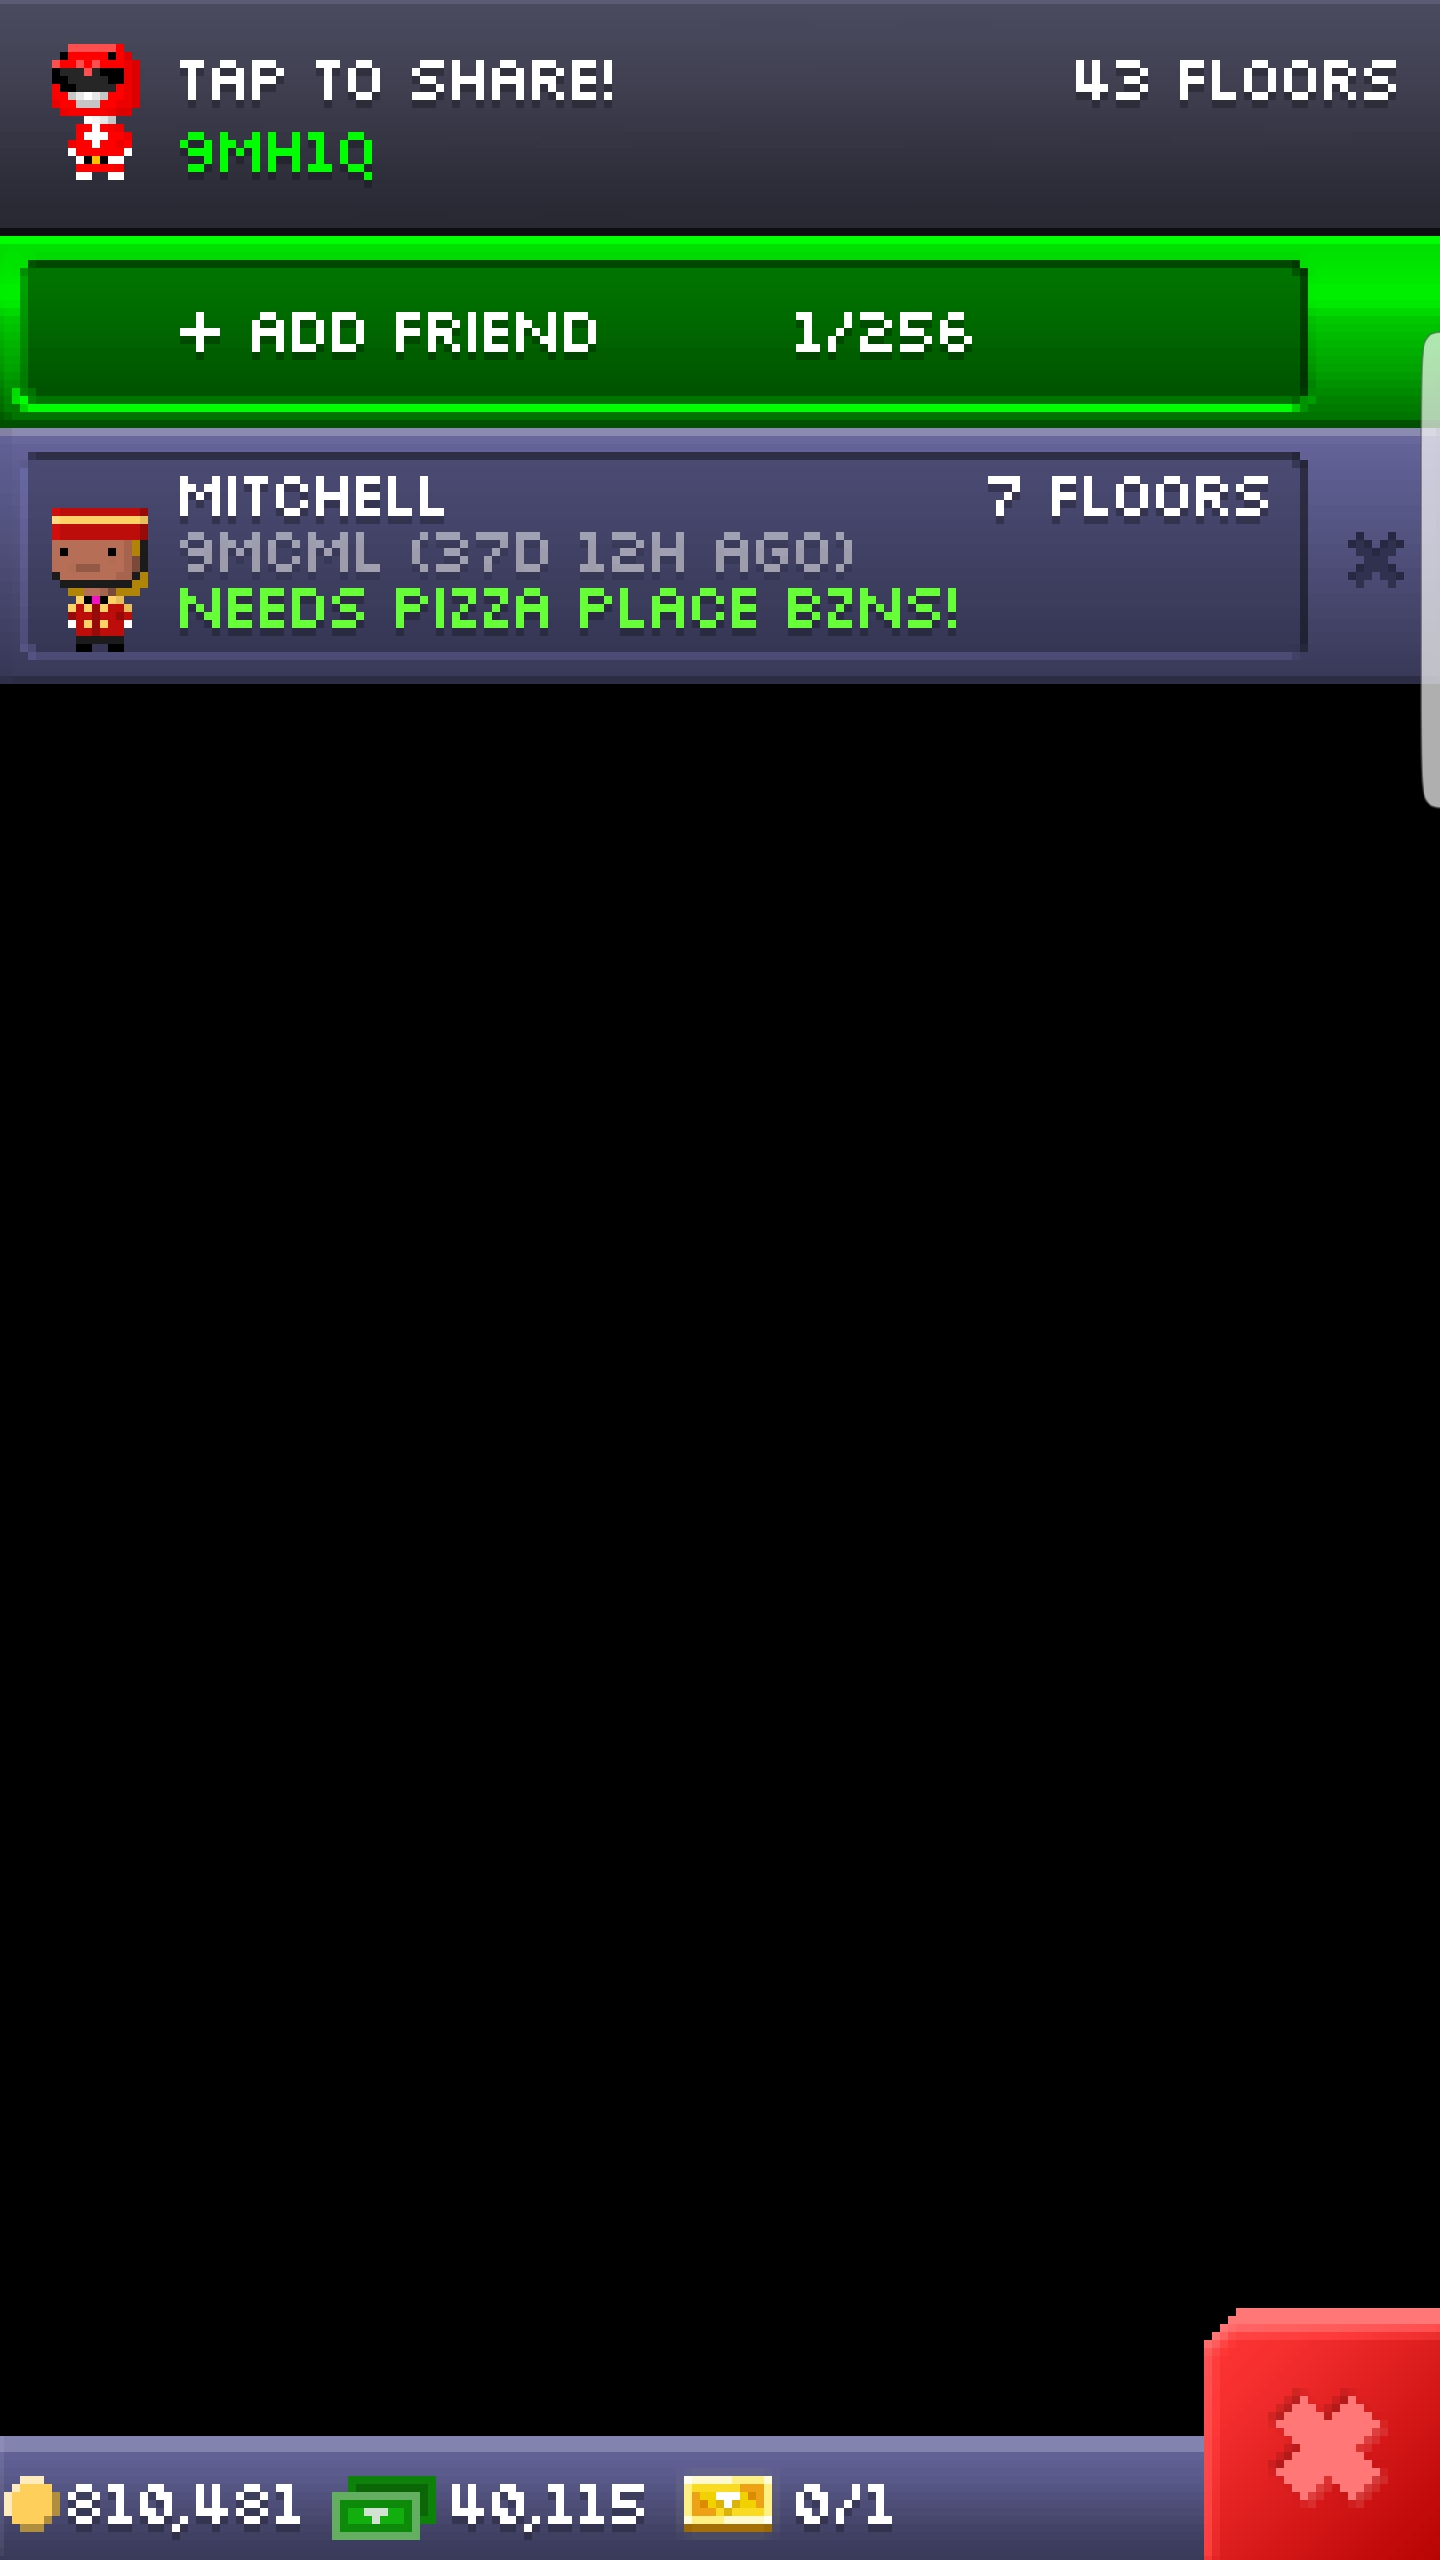 TAP TO SHARE! 43 FLOORS
9MH1Q
+ ADD FRIEND 1/256
MITCHELL 7 FLOORS
9MCML (37D 12H AGO)
NEEDS PIZZA PLACE BZNS!
810,481 40,115 0/1